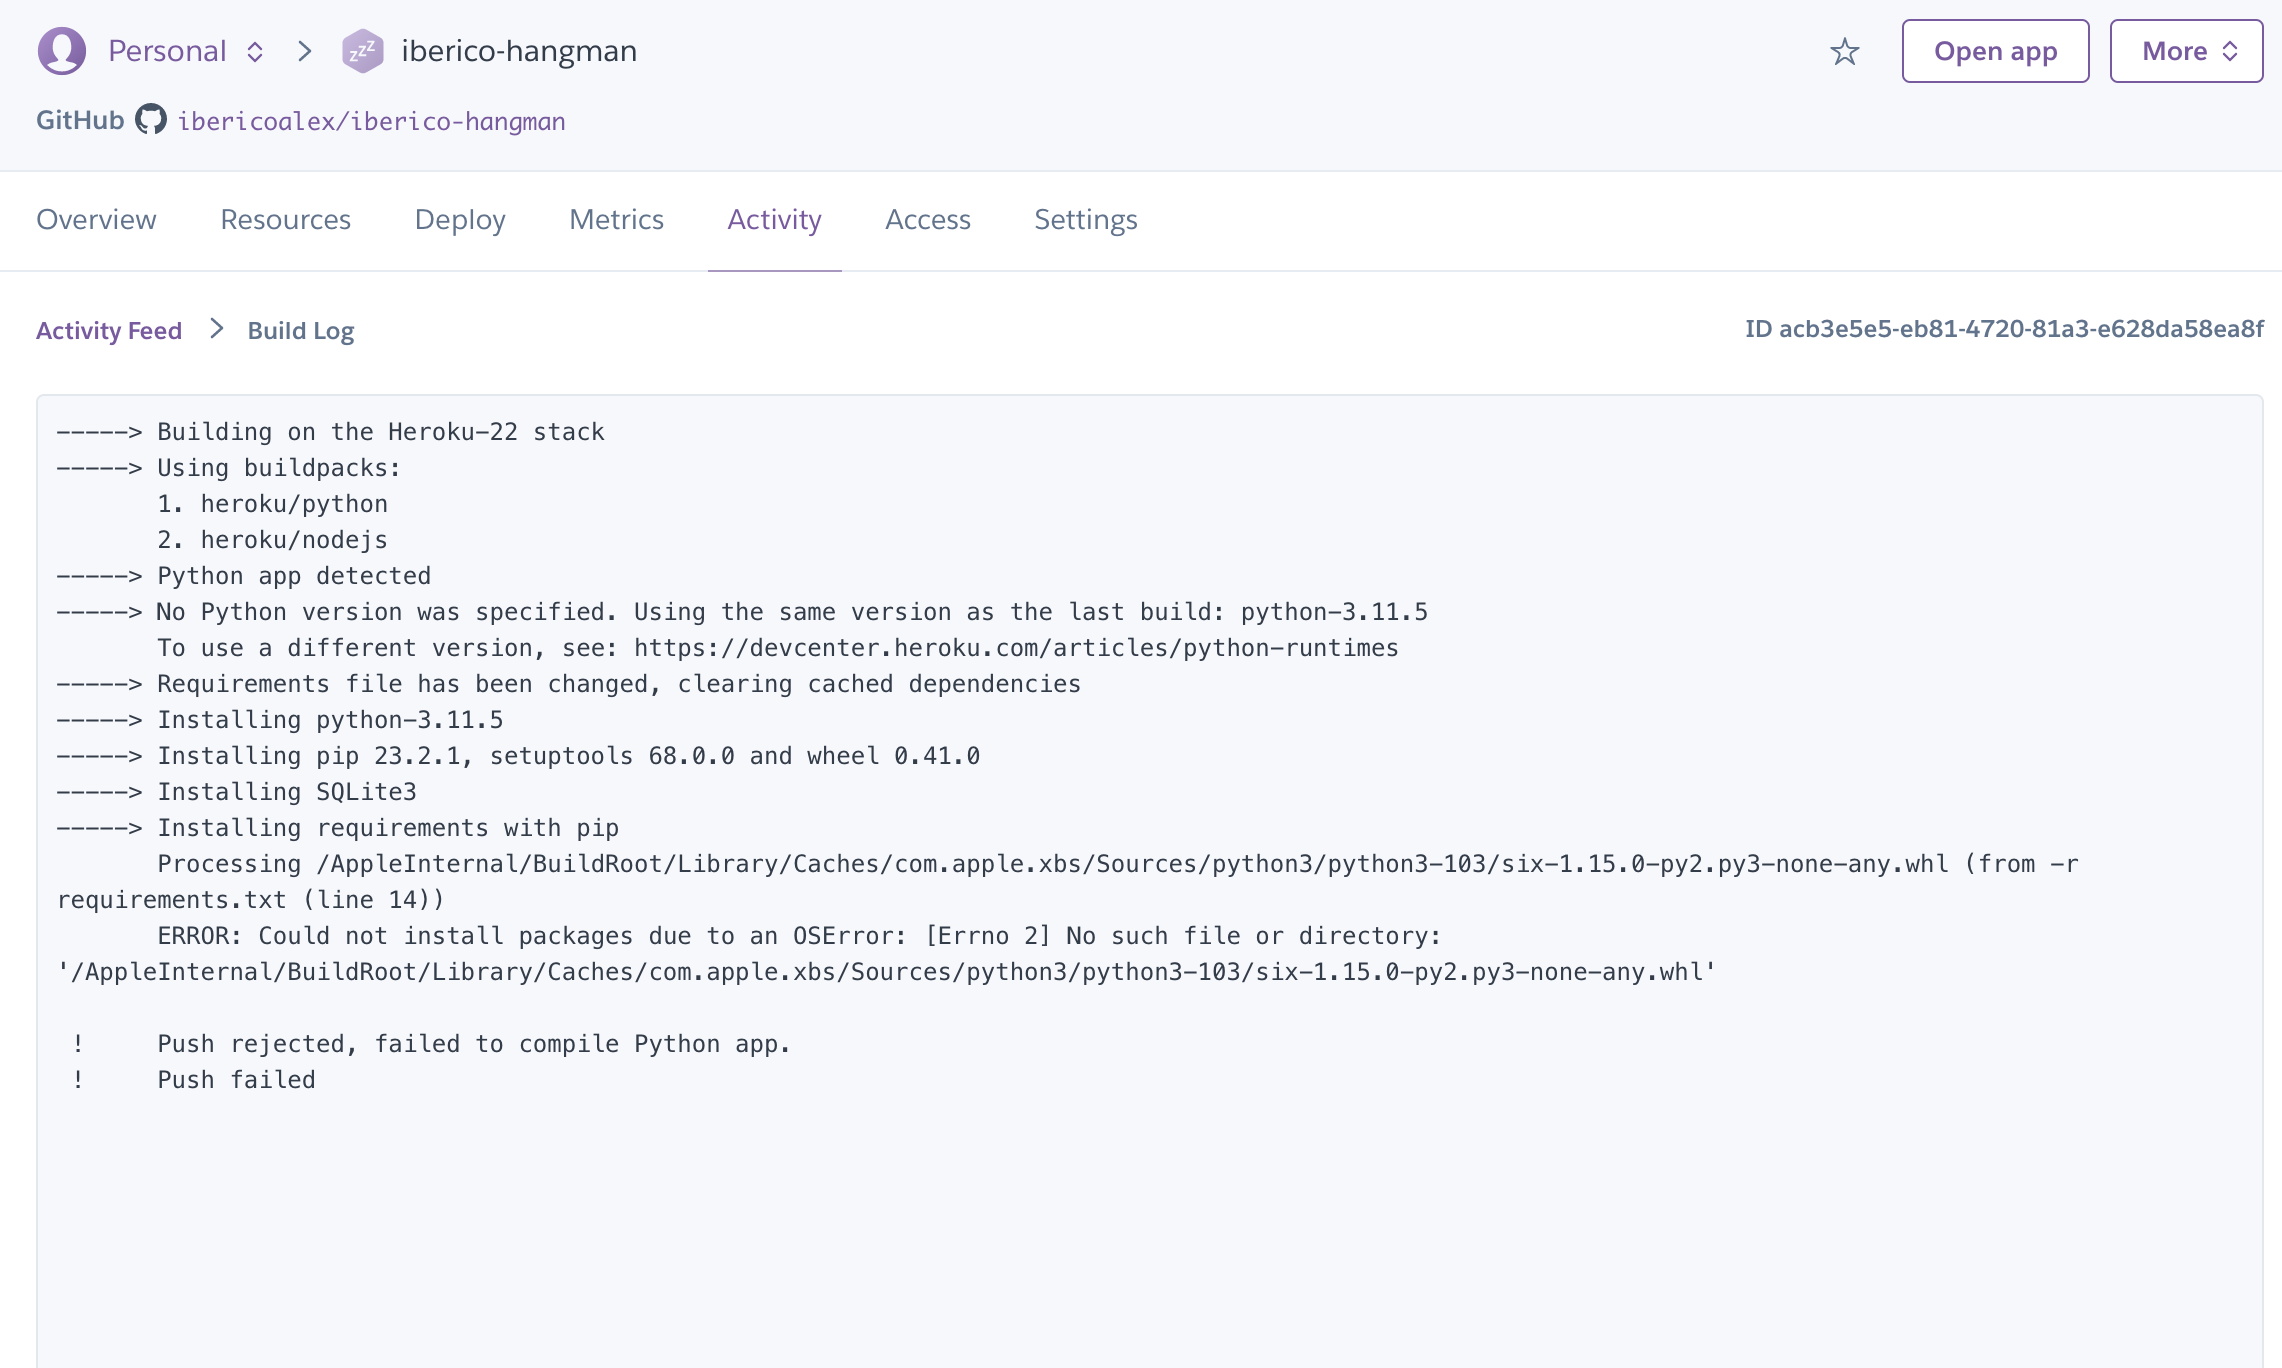 Personal > zzZ iberico-hangman Open app More
GitHub ibericoalex/iberico-hangman
Overview Resources Deploy Metrics Activity Access Settings
Activity Feed > Build Log ID acb3e5e5-eb81-4720-81a3-e628da58ea8f
-----> Building on the Heroku-22 stack
-----> Using buildpacks:
1. heroku/python
2. heroku/nodejs
-----> Python app detected
-----> No Python version was specified. Using the same version as the last build: python-3.11.5
To use a different version, see: https://devcenter.heroku.com/articles/python-runtimes
-----> Requirements file has been changed, clearing cached dependencies
-----> Installing python-3.11.5
-----> Installing pip 23.2.1, setuptools 68.0.0 and wheel 0.41.0
-----> Installing SQLite3
-----> Installing requirements with pip
Processing /AppleInternal/BuildRoot/Library/Caches/com.apple.xbs/Sources/python3/python3-103/six-1.15.0-py2.py3-none-any.whl (from -r
requirements.txt (line 14))
ERROR: Could not install packages due to an OSError: [Errno 2] No such file or directory:
'/AppleInternal/BuildRoot/Library/Caches/com.apple.xbs/Sources/python3/python3-103/six-1.15.0-py2.py3-none-any.whl'
! Push rejected, failed to compile Python app.
! Push failed